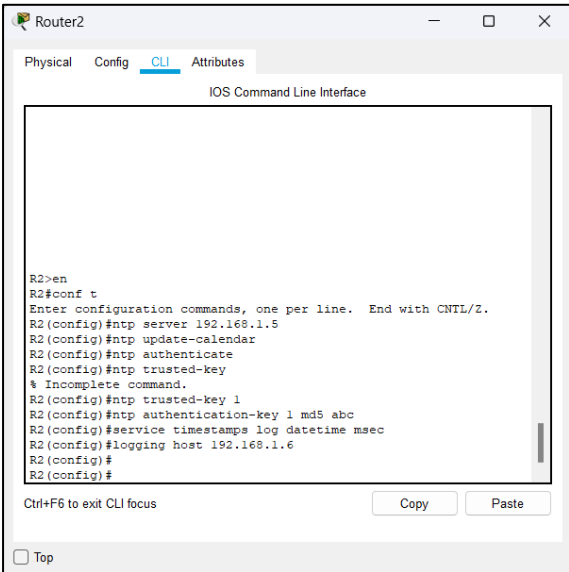 Router2
Physical Config CLI Attributes
IOS Command Line Interface
R2>en
R2#conf t
Enter configuration commands, one per line.  End with CNTL/Z.
R2(config)#ntp server 192.168.1.5
R2(config)#ntp update-calendar
R2(config)#ntp authenticate
R2(config)#ntp trusted-key
% Incomplete command.
R2(config)#ntp trusted-key 1
R2(config)#ntp authentication-key 1 md5 abc
R2(config)#service timestamps log datetime msec
R2(config)#logging host 192.168.1.6
R2(config)#
R2(config)#
Ctrl+F6 to exit CLI focus Copy Paste
Top